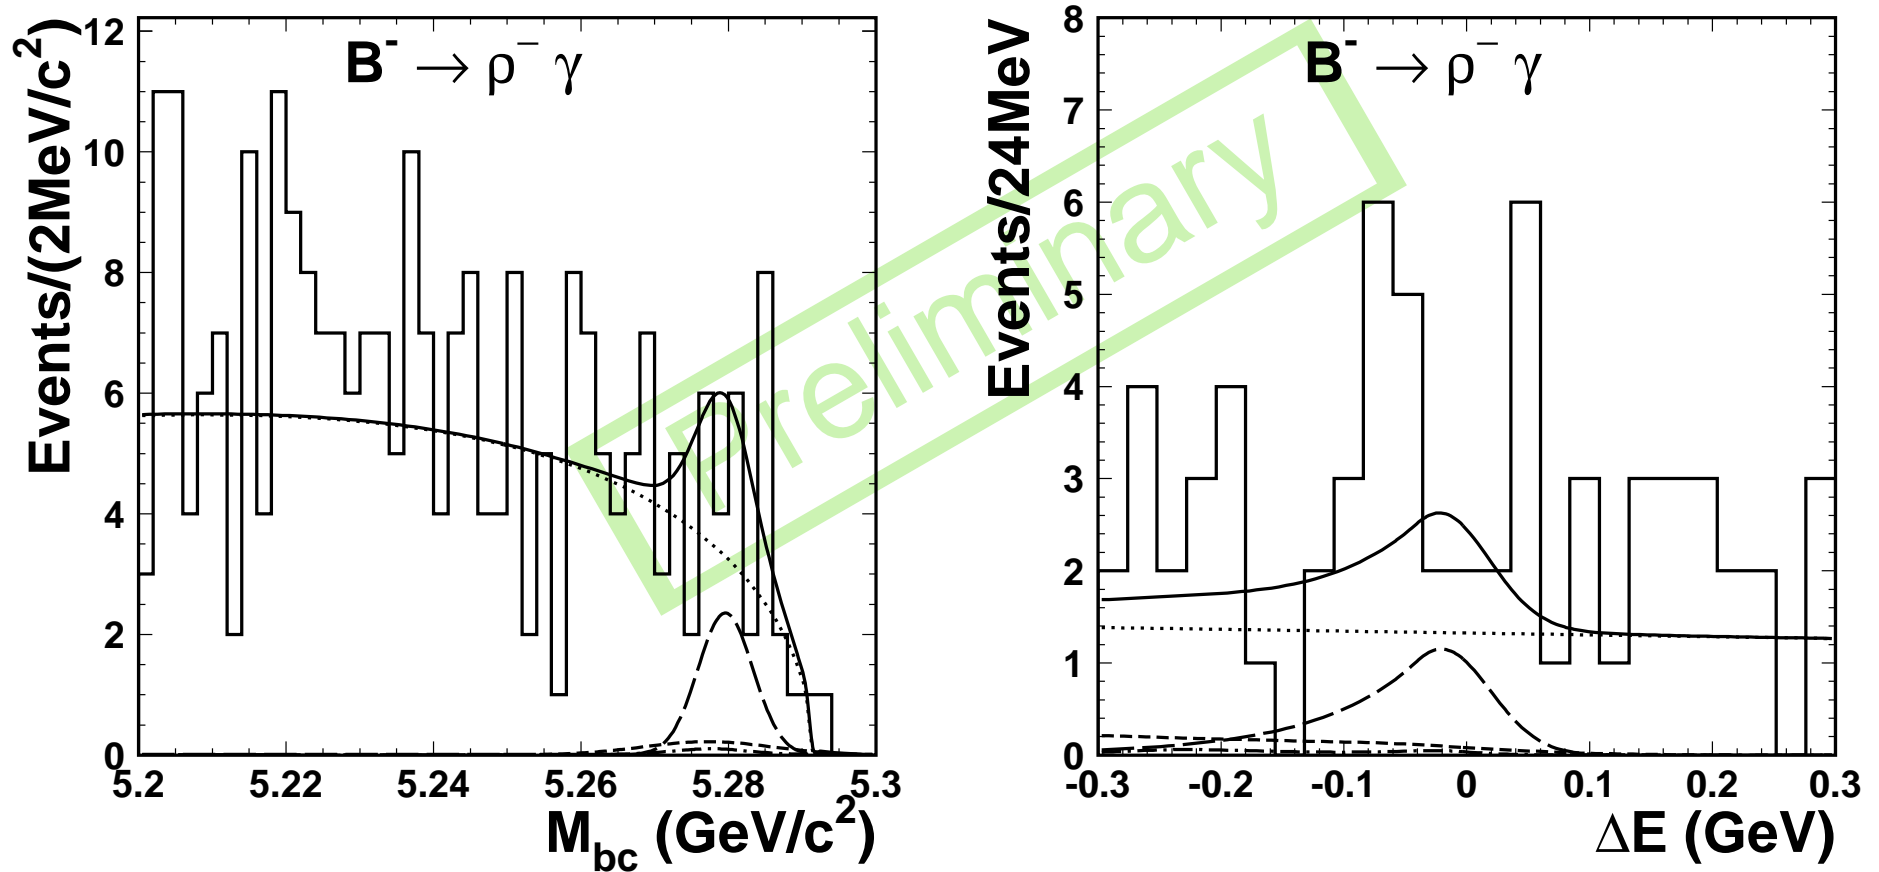 Events/(2MeV/c²)
12
10
8
6
4
2
0
B⁻ → ρ⁻ γ
5.2 5.22 5.24 5.26 5.28 5.3
M_bc (GeV/c²)
Events/24MeV
8
7
6
5
4
3
2
1
0
B⁻ → ρ⁻ γ
Preliminary
-0.3 -0.2 -0.1 0 0.1 0.2 0.3
ΔE (GeV)